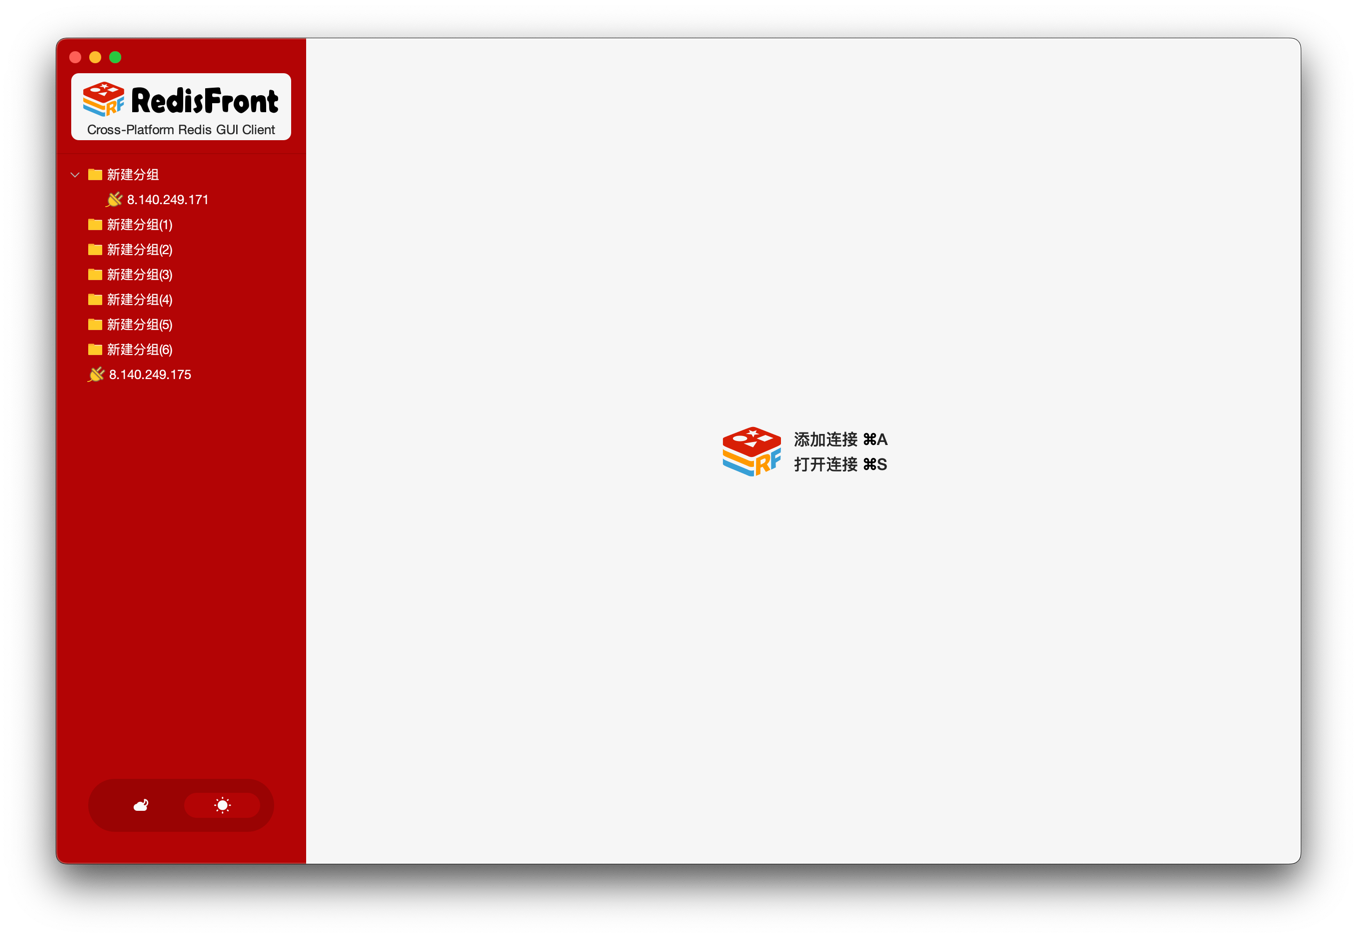 RF RedisFront
Cross-Platform Redis GUI Client
新建分组
8.140.249.171
新建分组(1)
新建分组(2)
新建分组(3)
新建分组(4)
新建分组(5)
新建分组(6)
8.140.249.175
RF
添加连接 ⌘A
打开连接 ⌘S